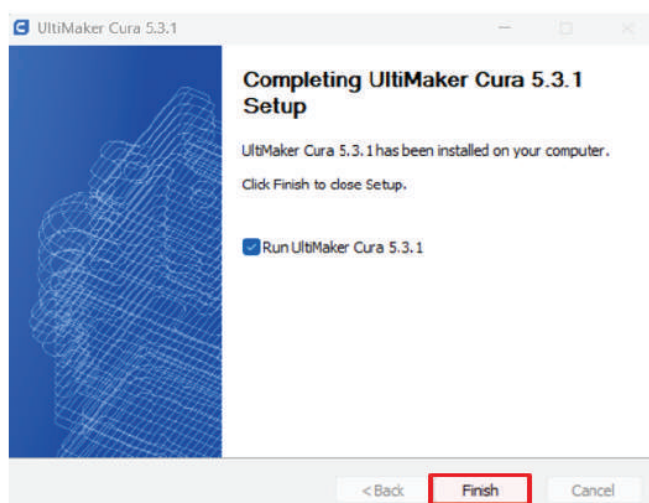 UltiMaker Cura 5.3.1
Completing UltiMaker Cura 5.3.1
Setup
UltiMaker Cura 5.3.1 has been installed on your computer.
Click Finish to close Setup.
Run UltiMaker Cura 5.3.1
< Back Finish Cancel